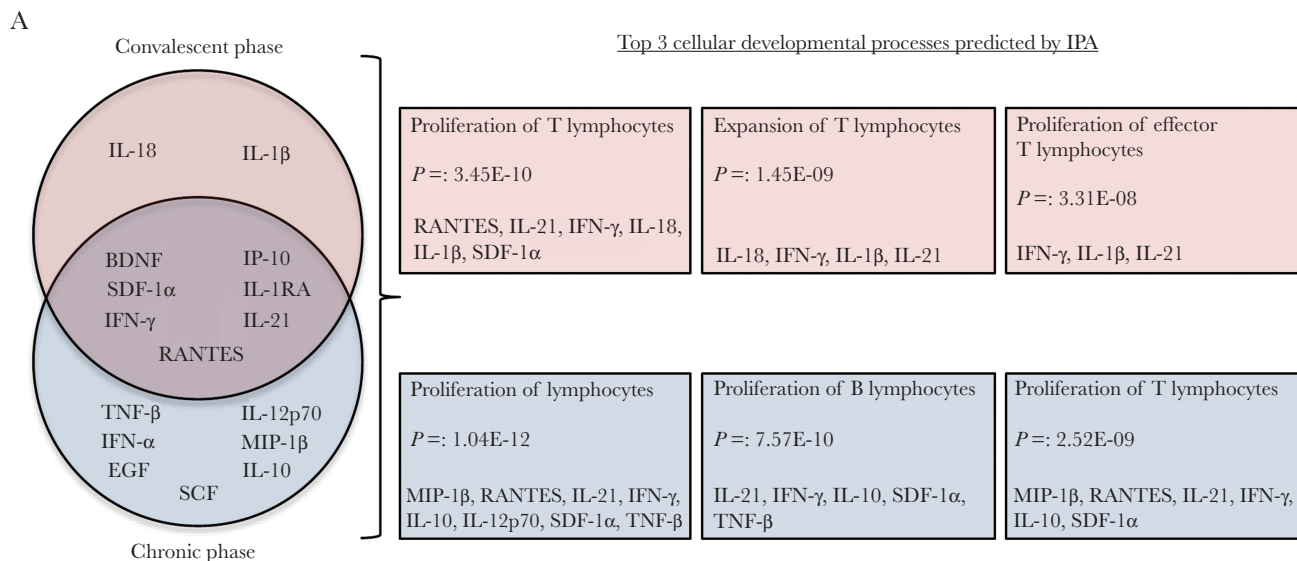 A
Convalescent phase
Top 3 cellular developmental processes predicted by IPA
IL-18 IL-1β
BDNF IP-10
SDF-1α IL-1RA
IFN-γ IL-21
RANTES
TNF-β IL-12p70
IFN-α MIP-1β
EGF IL-10
SCF
Chronic phase
Proliferation of T lymphocytes
P =: 3.45E-10
RANTES, IL-21, IFN-γ, IL-18,
IL-1β, SDF-1α
Expansion of T lymphocytes
P =: 1.45E-09
IL-18, IFN-γ, IL-1β, IL-21
Proliferation of effector
T lymphocytes
P =: 3.31E-08
IFN-γ, IL-1β, IL-21
Proliferation of lymphocytes
P =: 1.04E-12
MIP-1β, RANTES, IL-21, IFN-γ,
IL-10, IL-12p70, SDF-1α, TNF-β
Proliferation of B lymphocytes
P =: 7.57E-10
IL-21, IFN-γ, IL-10, SDF-1α,
TNF-β
Proliferation of T lymphocytes
P =: 2.52E-09
MIP-1β, RANTES, IL-21, IFN-γ,
IL-10, SDF-1α